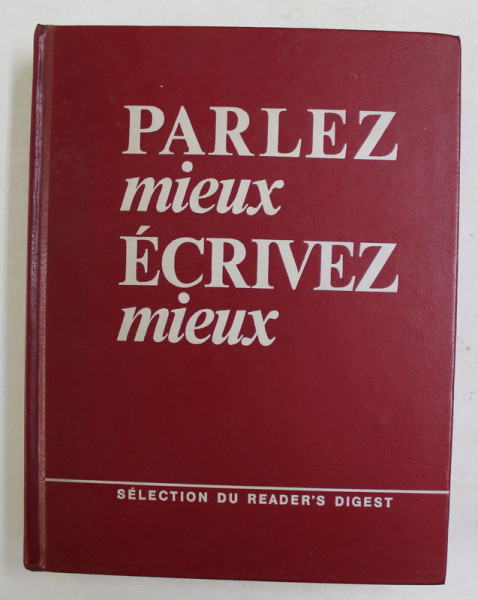 PARLEZ
mieux
ÉCRIVEZ
mieux
SÉLECTION DU READER'S DIGEST